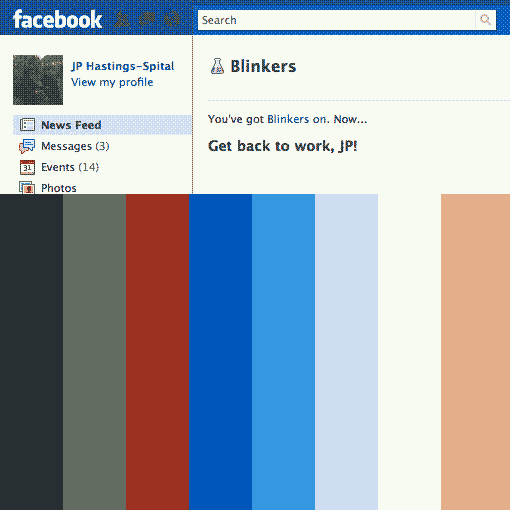 facebook
Search
JP Hastings-Spital
View my profile
Blinkers
News Feed
You've got Blinkers on. Now...
Messages (3)
Get back to work, JP!
31
Events (14)
Photos